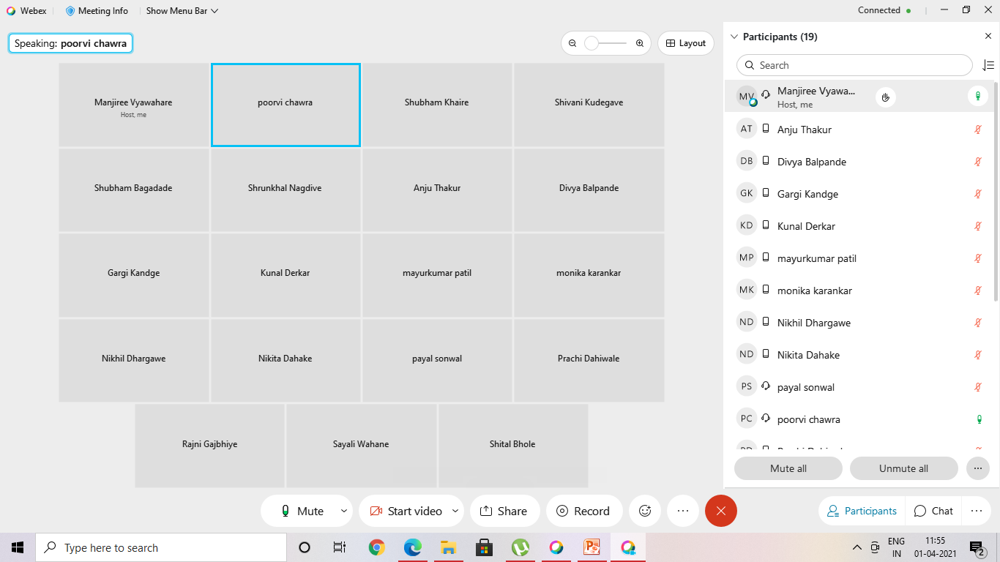 Webex
Meeting Info
Show Menu Bar
Connected
Speaking: poorvi chawra
Layout
Manjiree Vyawahare
Host, me
poorvi chawra
Shubham Khaire
Shivani Kudegave
Shubham Bagadade
Shrunkhal Nagdive
Anju Thakur
Divya Balpande
Gargi Kandge
Kunal Derkar
mayurkumar patil
monika karankar
Nikhil Dhargawe
Nikita Dahake
payal sonwal
Prachi Dahiwale
Rajni Gajbhiye
Sayali Wahane
Shital Bhole
Participants (19)
Search
MV Manjiree Vyawa...
Host, me
AT Anju Thakur
DB Divya Balpande
GK Gargi Kandge
KD Kunal Derkar
MP mayurkumar patil
MK monika karankar
ND Nikhil Dhargawe
ND Nikita Dahake
PS payal sonwal
PC poorvi chawra
Mute all
Unmute all
Mute
Start video
Share
Record
Participants
Chat
Type here to search
ENG
IN
11:55
01-04-2021
2